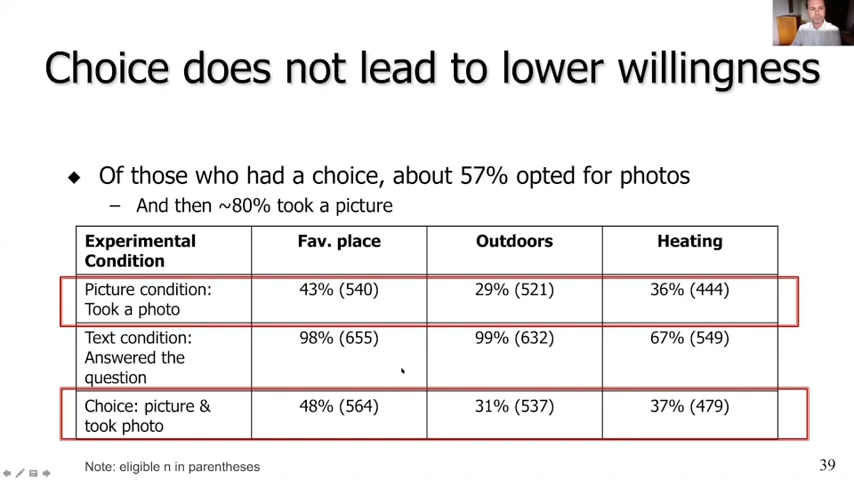 Choice does not lead to lower willingness
◆ Of those who had a choice, about 57% opted for photos
– And then ~80% took a picture
Experimental Condition Fav. place Outdoors Heating
Picture condition: Took a photo 43% (540) 29% (521) 36% (444)
Text condition: Answered the question 98% (655) 99% (632) 67% (549)
Choice: picture & took photo 48% (564) 31% (537) 37% (479)
Note: eligible n in parentheses
39